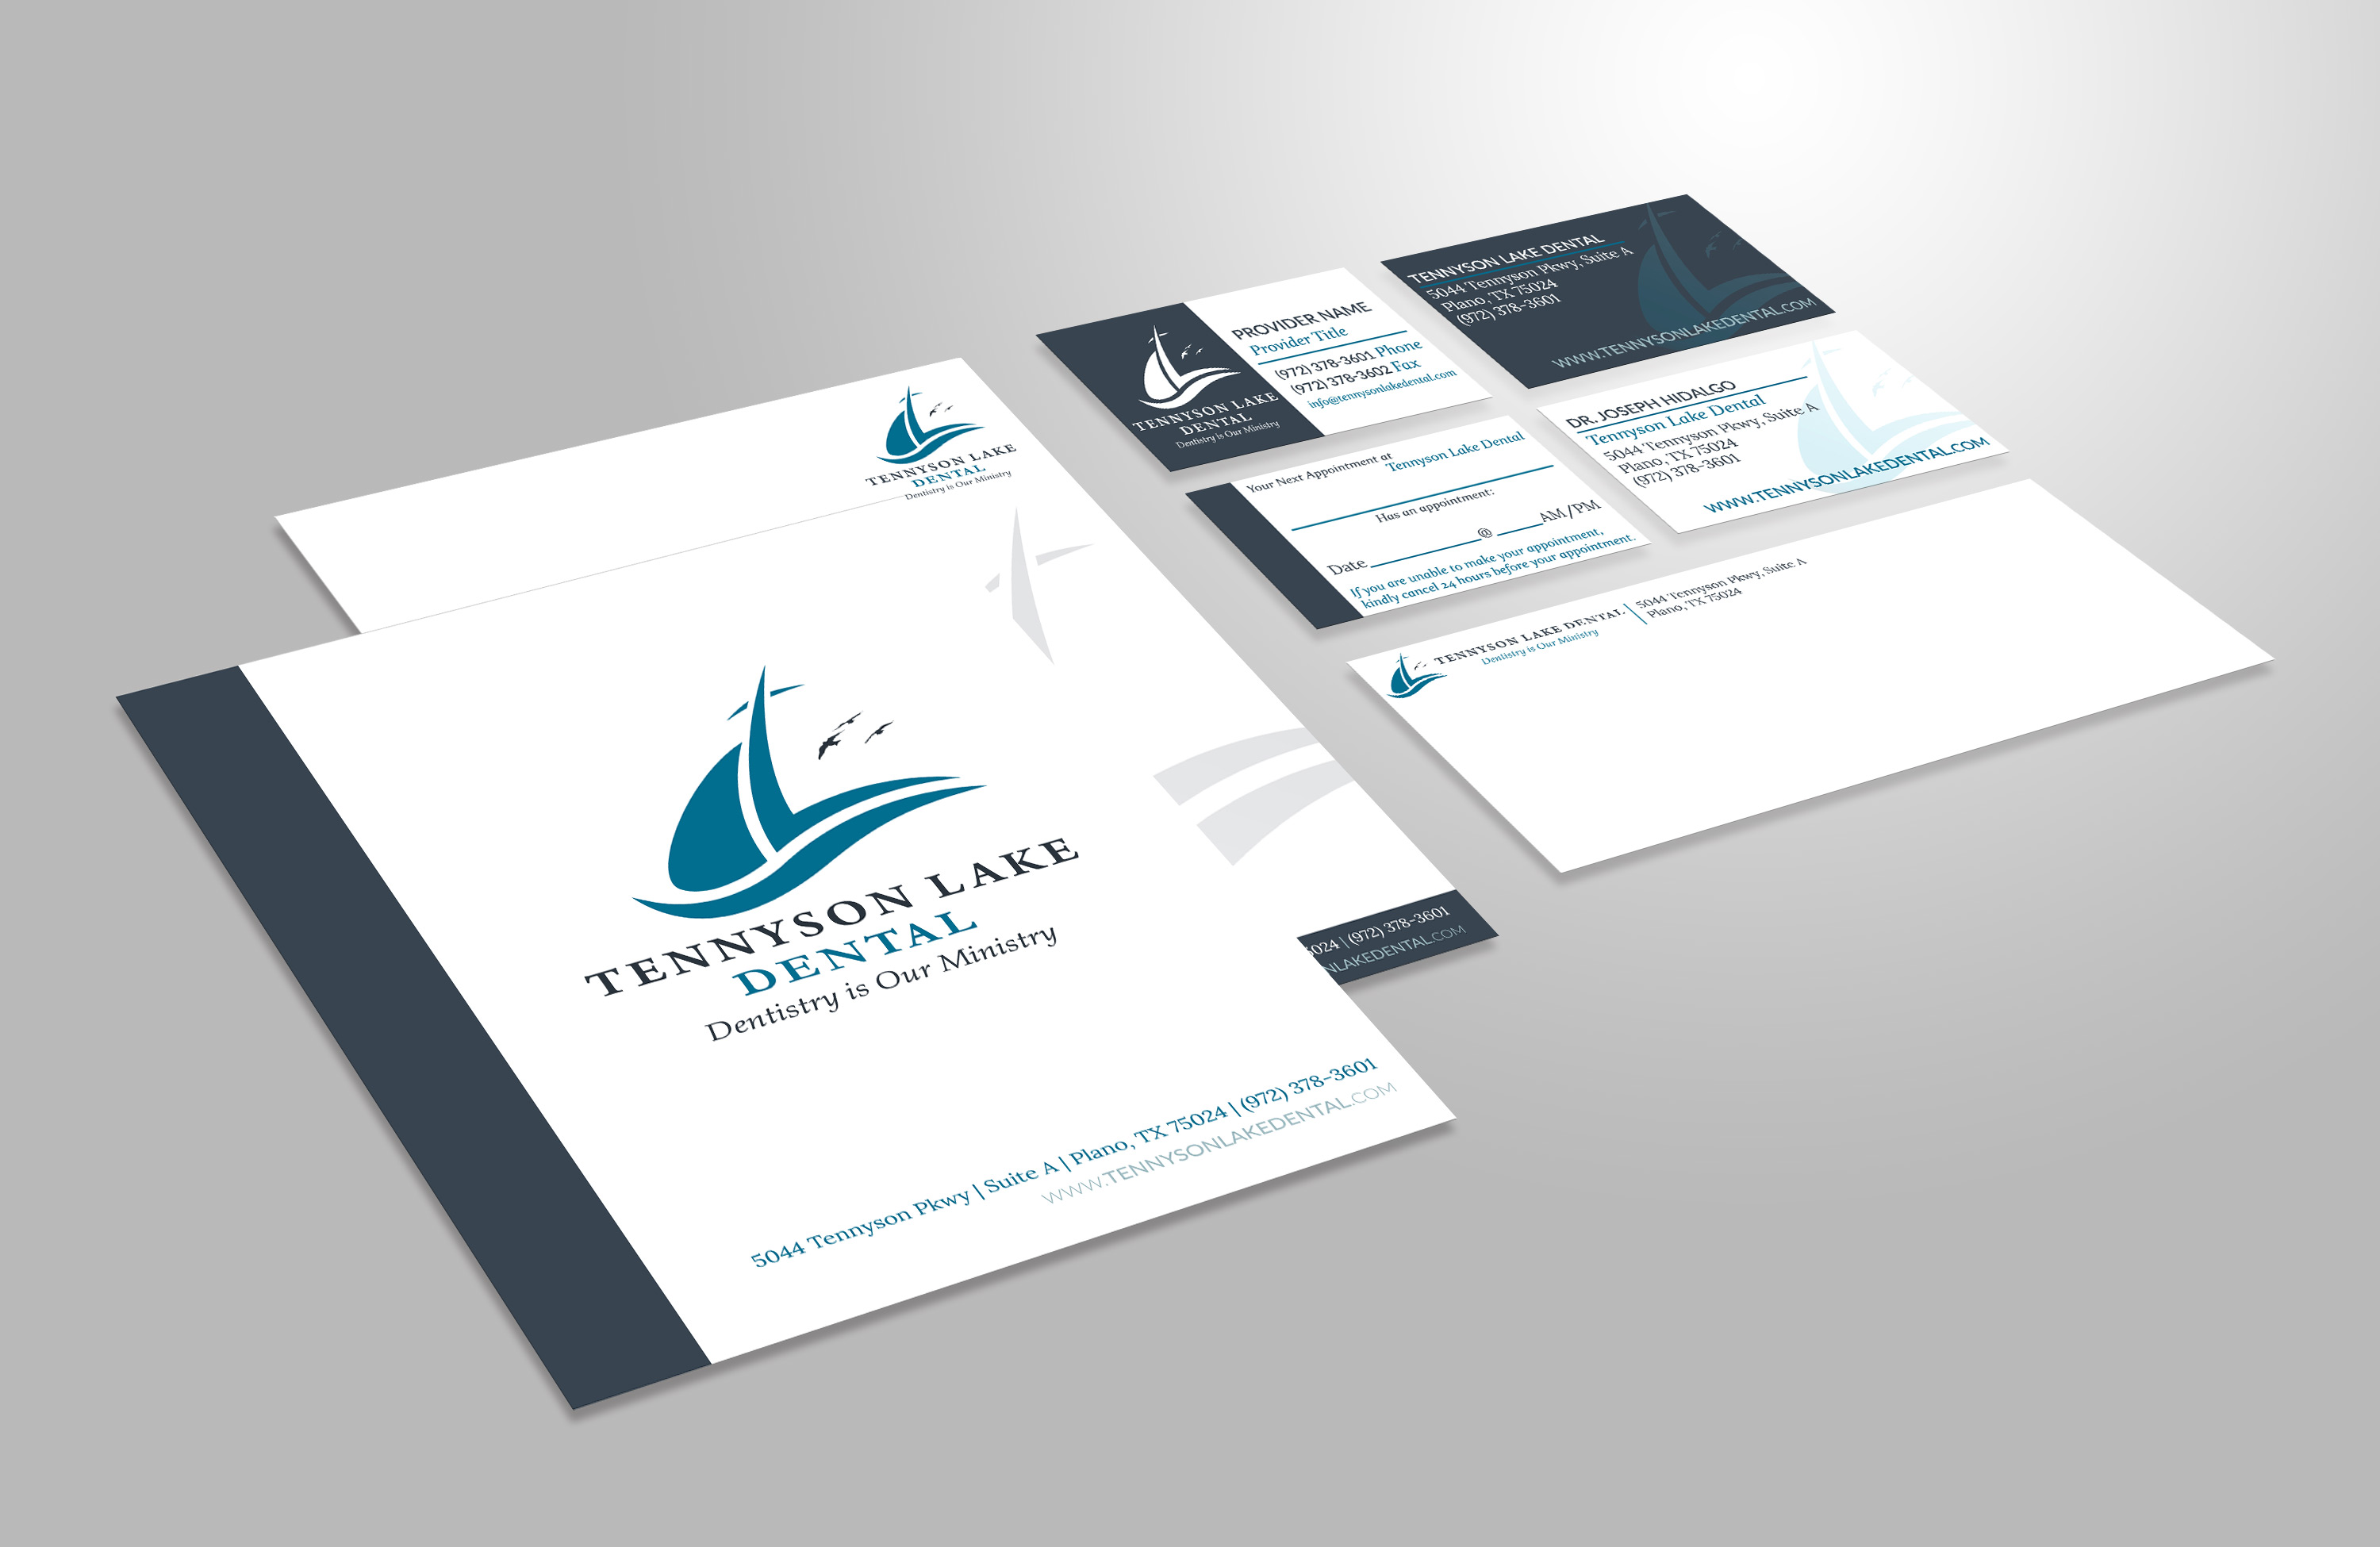 TENNYSON LAKE
DENTAL
Dentistry is Our Ministry
TENNYSON LAKE
DENTAL
Dentistry is Our Ministry
5044 Tennyson Pkwy | Suite A | Plano, TX 75024 | (972) 378-3601
WWW.TENNYSONLAKEDENTAL.COM
5024 | (972) 378-3601
NLAKEDENTAL.COM
TENNYSON LAKE
DENTAL
Dentistry is Our Ministry
PROVIDER NAME
Provider Title
(972) 378-3601 Phone
(972) 378-3602 Fax
info@tennysonlakedental.com
TENNYSON LAKE DENTAL
5044 Tennyson Pkwy, Suite A
Plano, TX 75024
(972) 378-3601
WWW.TENNYSONLAKEDENTAL.COM
Your Next Appointment at
Tennyson Lake Dental
Has an appointment:
Date @ AM/PM
If you are unable to make your appointment,
kindly cancel 24 hours before your appointment.
DR. JOSEPH HIDALGO
Tennyson Lake Dental
5044 Tennyson Pkwy, Suite A
Plano, TX 75024
(972) 378-3601
WWW.TENNYSONLAKEDENTAL.COM
TENNYSON LAKE DENTAL
Dentistry is Our Ministry
5044 Tennyson Pkwy, Suite A
Plano, TX 75024